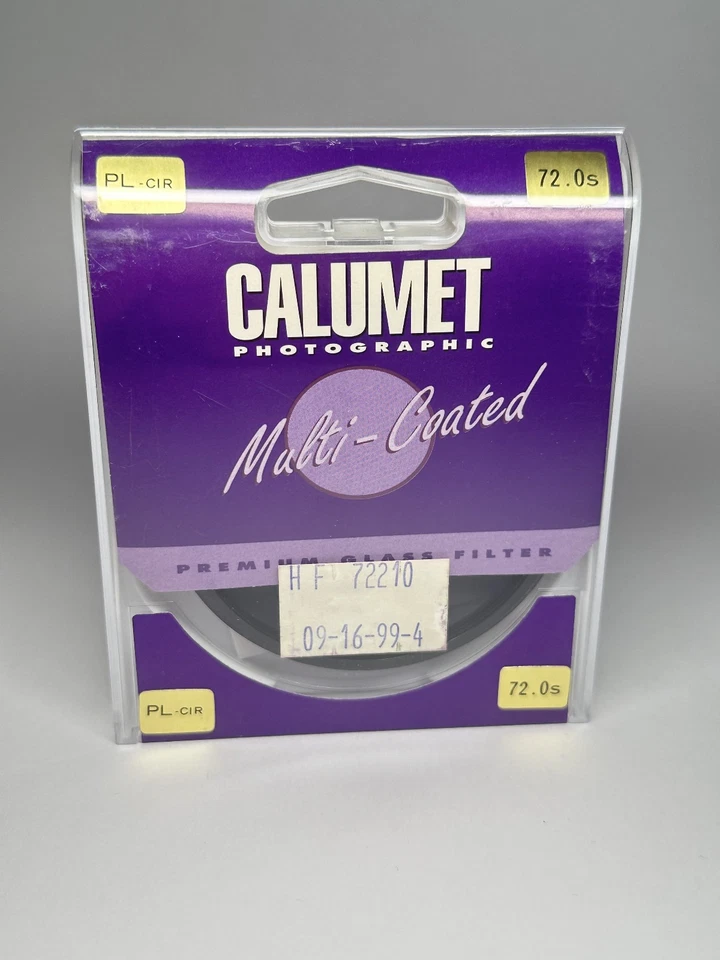 PL-CIR
72.0s
CALUMET
PHOTOGRAPHIC
Multi-Coated
PREMIUM GLASS FILTER
HF 72210
09-16-99-4
PL-CIR
72.0s